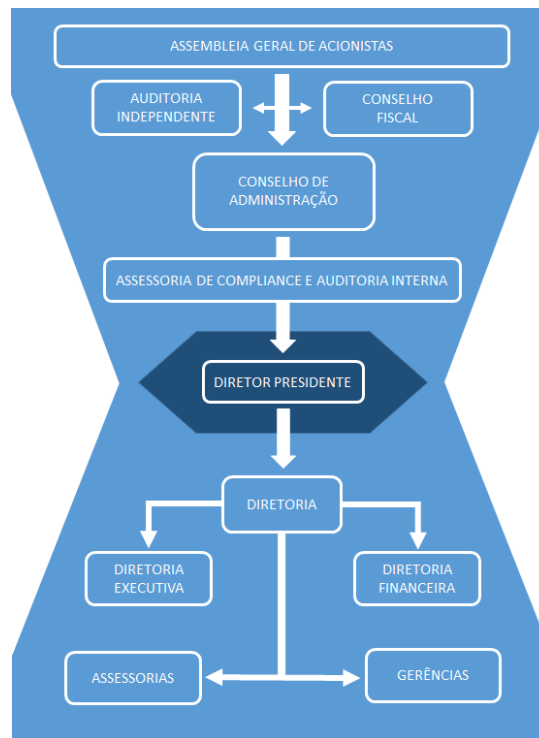 ASSEMBLEIA GERAL DE ACIONISTAS
AUDITORIA
INDEPENDENTE
CONSELHO
FISCAL
CONSELHO DE
ADMINISTRAÇÃO
ASSESSORIA DE COMPLIANCE E AUDITORIA INTERNA
DIRETOR PRESIDENTE
DIRETORIA
DIRETORIA
EXECUTIVA
DIRETORIA
FINANCEIRA
ASSESSORIAS
GERÊNCIAS